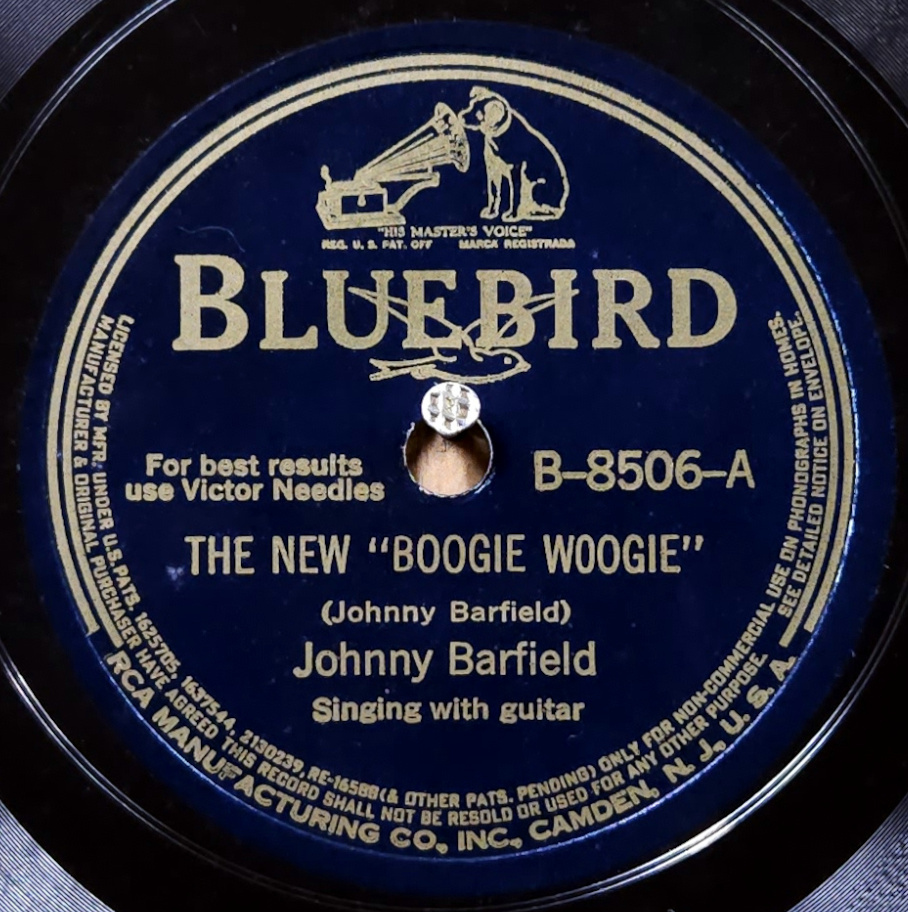 "HIS MASTER'S VOICE"
REG. U. S. PAT. OFF MARCA REGISTRADA
BLUEBIRD
For best results
use Victor Needles
B-8506-A
THE NEW "BOOGIE WOOGIE"
(Johnny Barfield)
Johnny Barfield
Singing with guitar
LICENSED BY MFR. UNDER U.S.PATS. 1625705, 1637544, 2130239, RE-16588 (& OTHER PATS. PENDING) ONLY FOR NON-COMMERCIAL USE ON PHONOGRAPHS IN HOMES.
MANUFACTURER & ORIGINAL PURCHASER HAVE AGREED THIS RECORD SHALL NOT BE RESOLD OR USED FOR ANY OTHER PURPOSE. SEE DETAILED NOTICE ON ENVELOPE.
RCA MANUFACTURING CO., INC., CAMDEN, N. J., U. S. A.